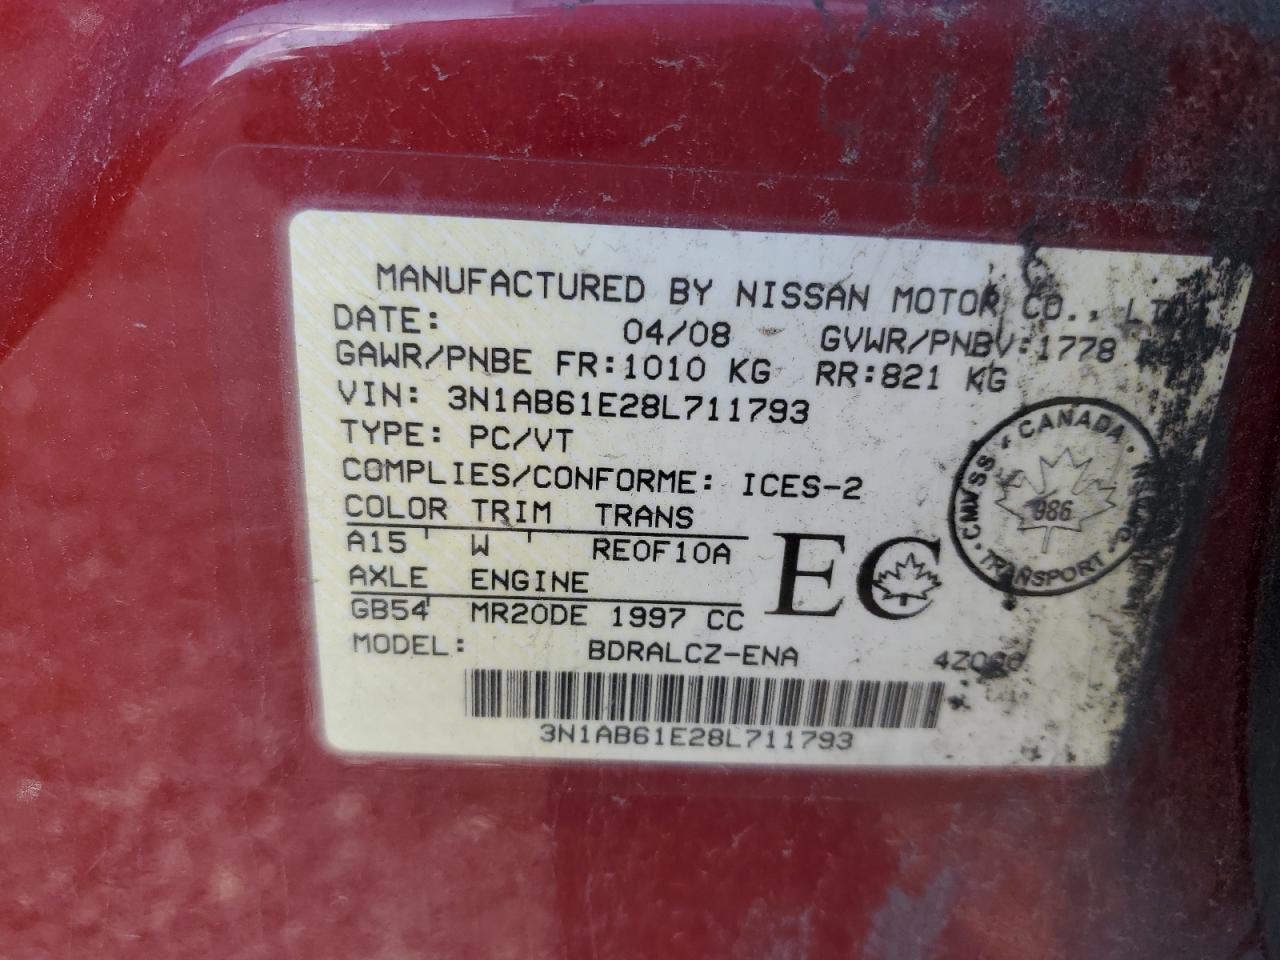 MANUFACTURED BY NISSAN MOTOR CO.,
DATE: 04/08 GVWR/PNBV:1778
GAWR/PNBE FR:1010 KG RR:821 KG
VIN: 3N1AB61E28L711793
TYPE: PC/VT
COMPLIES/CONFORME: ICES-2
COLOR TRIM TRANS
A15 W RE0F10A
AXLE ENGINE
GB54 MR20DE 1997 CC
MODEL: BDRALCZ-ENA
3N1AB61E28L711793
EC
CANADA
CMVSS
986
TRANSPORT